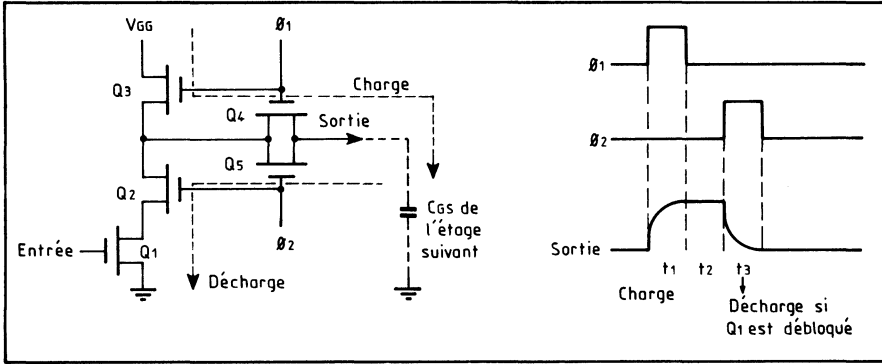 VGG
Ø1
Q3
Charge
Q4
Sortie
Q5
Q2
CGS de
l'étage
suivant
Entrée
Q1
Ø2
Décharge
Ø1
Ø2
Sortie
t1
t2
t3
Charge
Décharge si
Q1 est débloqué